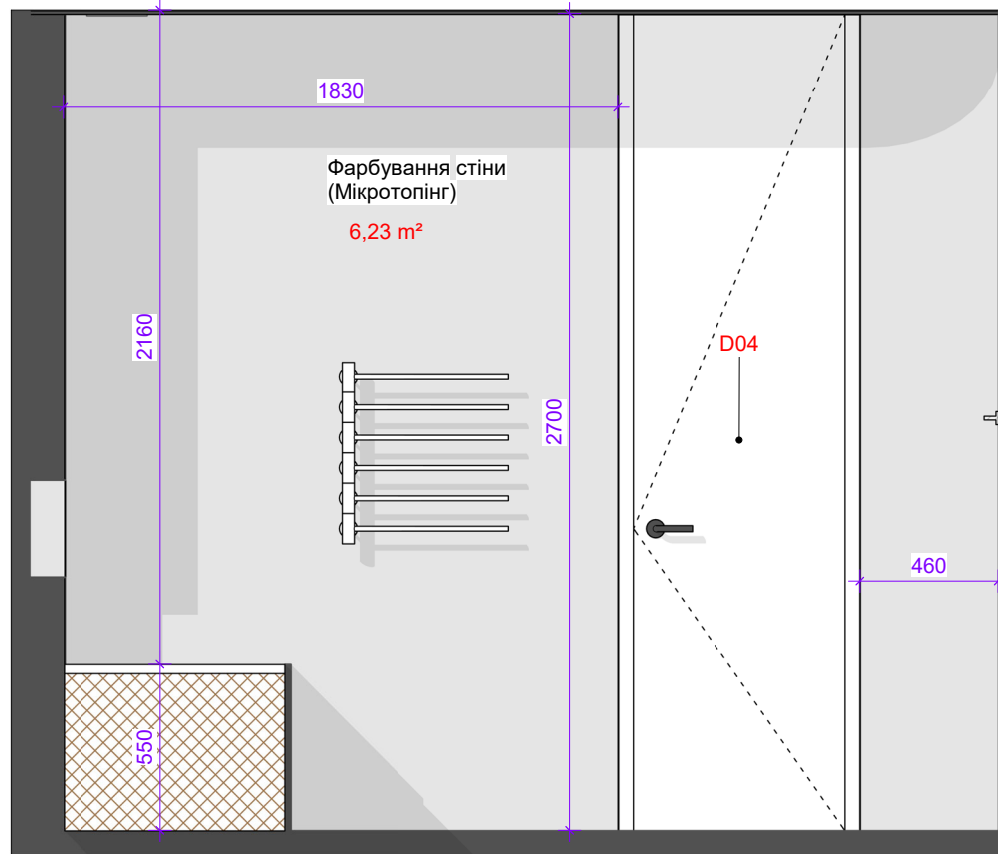 1830
Фарбування стіни
(Мікротопінг)
6,23 m²
2160
D04
2700
460
550